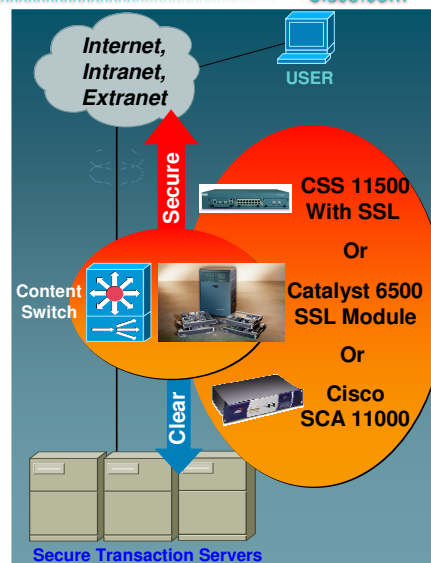 Internet,
Intranet,
Extranet
USER
Secure
CSS 11500
With SSL
Or
Content
Switch
Catalyst 6500
SSL Module
Or
Cisco
SCA 11000
Clear
Secure Transaction Servers